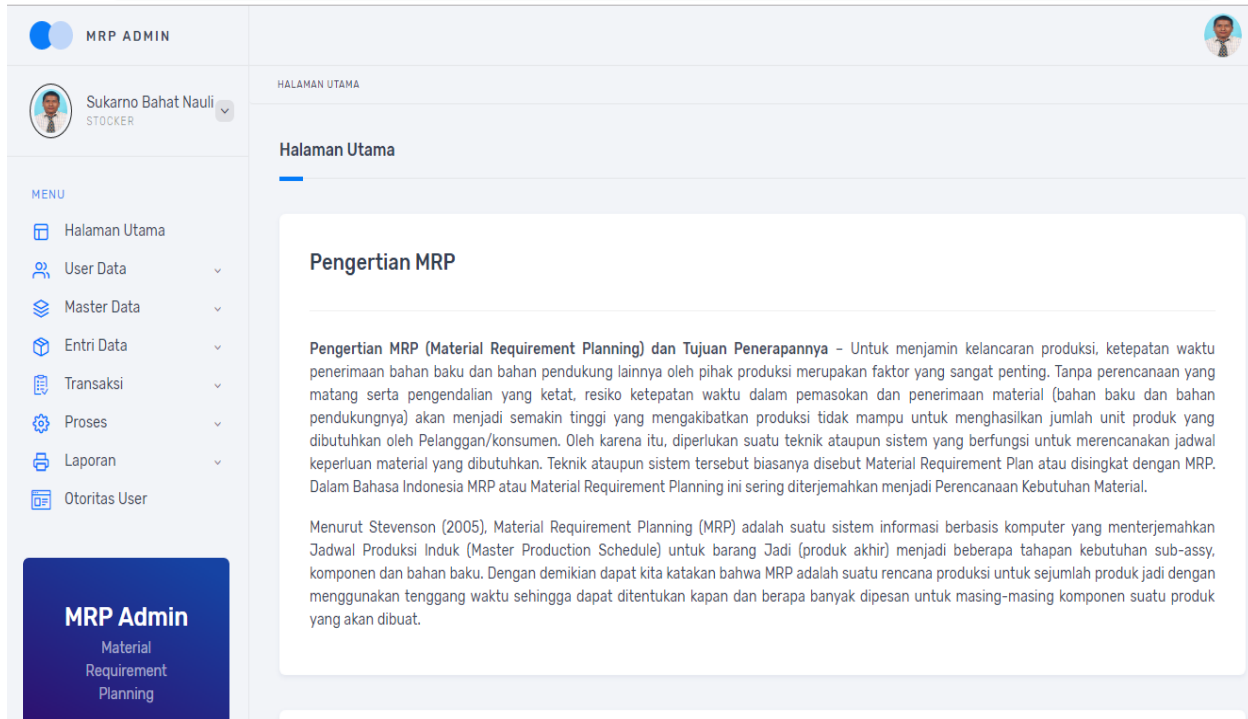 MRP ADMIN
Sukarno Bahat Nauli
STOCKER
MENU
Halaman Utama
User Data
Master Data
Entri Data
Transaksi
Proses
Laporan
Otoritas User
MRP Admin
Material
Requirement
Planning
HALAMAN UTAMA
Halaman Utama
Pengertian MRP
Pengertian MRP (Material Requirement Planning) dan Tujuan Penerapannya – Untuk menjamin kelancaran produksi, ketepatan waktu
penerimaan bahan baku dan bahan pendukung lainnya oleh pihak produksi merupakan faktor yang sangat penting. Tanpa perencanaan yang
matang serta pengendalian yang ketat, resiko ketepatan waktu dalam pemasokan dan penerimaan material (bahan baku dan bahan
pendukungnya) akan menjadi semakin tinggi yang mengakibatkan produksi tidak mampu untuk menghasilkan jumlah unit produk yang
dibutuhkan oleh Pelanggan/konsumen. Oleh karena itu, diperlukan suatu teknik ataupun sistem yang berfungsi untuk merencanakan jadwal
keperluan material yang dibutuhkan. Teknik ataupun sistem tersebut biasanya disebut Material Requirement Plan atau disingkat dengan MRP.
Dalam Bahasa Indonesia MRP atau Material Requirement Planning ini sering diterjemahkan menjadi Perencanaan Kebutuhan Material.
Menurut Stevenson (2005), Material Requirement Planning (MRP) adalah suatu sistem informasi berbasis komputer yang menterjemahkan
Jadwal Produksi Induk (Master Production Schedule) untuk barang Jadi (produk akhir) menjadi beberapa tahapan kebutuhan sub-assy,
komponen dan bahan baku. Dengan demikian dapat kita katakan bahwa MRP adalah suatu rencana produksi untuk sejumlah produk jadi dengan
menggunakan tenggang waktu sehingga dapat ditentukan kapan dan berapa banyak dipesan untuk masing-masing komponen suatu produk
yang akan dibuat.